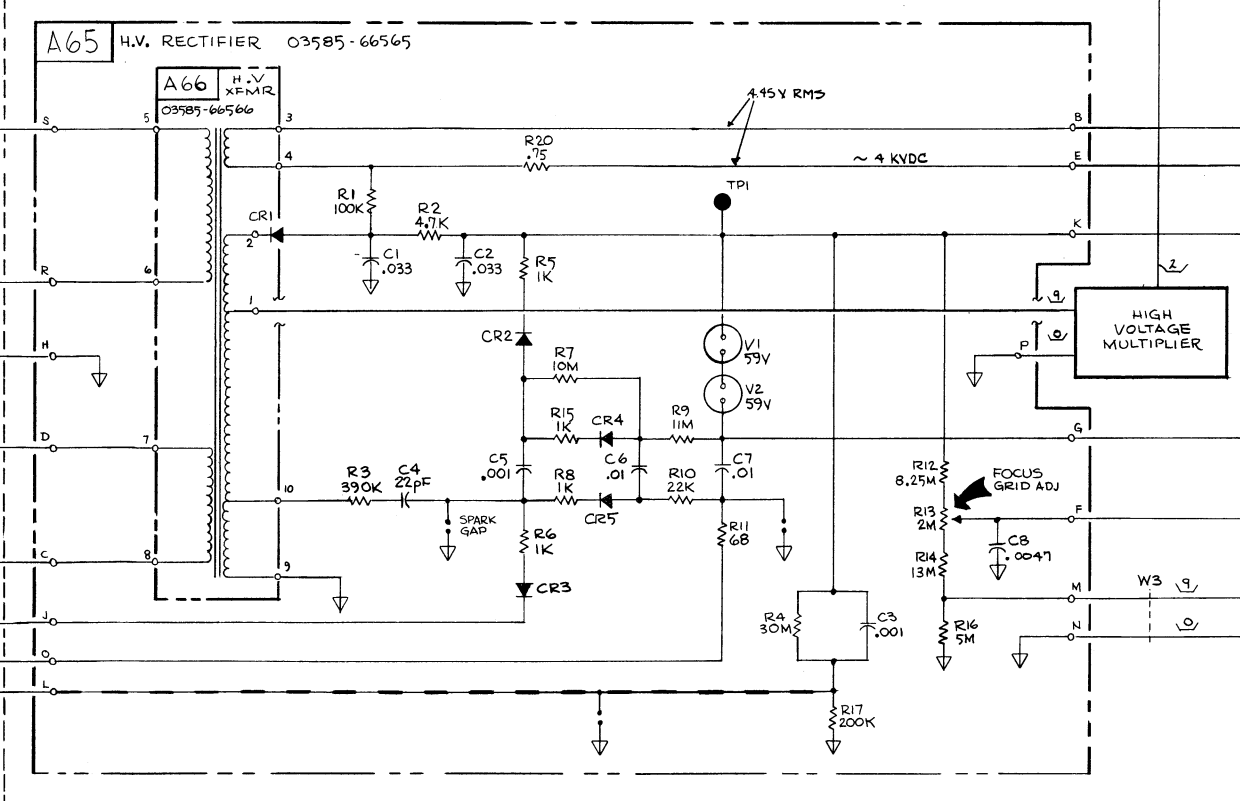 A65 H.V. RECTIFIER 03585-66565
A66 H.V XFMR
03585-66566
4.45V RMS
S
5
3
B
R20
.75
4
~ 4 KVDC
E
TP1
R1
100K
CR1
R2
4.7K
2
K
C1
.033
C2
.033
R5
1K
R
6
2
1
9
HIGH
VOLTAGE
MULTIPLIER
0
P
H
CR2
V1
59V
R7
10M
V2
59V
R15
1K
CR4
R9
11M
G
D
7
C5
.001
C6
.01
C7
.01
R3
390K
C4
22pF
R8
1K
R10
22K
R12
8.25M
FOCUS
GRID ADJ
10
CR5
SPARK
GAP
R13
2M
F
R6
1K
R11
68
C8
.0047
C
8
R14
13M
9
CR3
M
W3
9
J
R4
30M
C3
.001
R16
5M
N
0
O
L
R17
200K